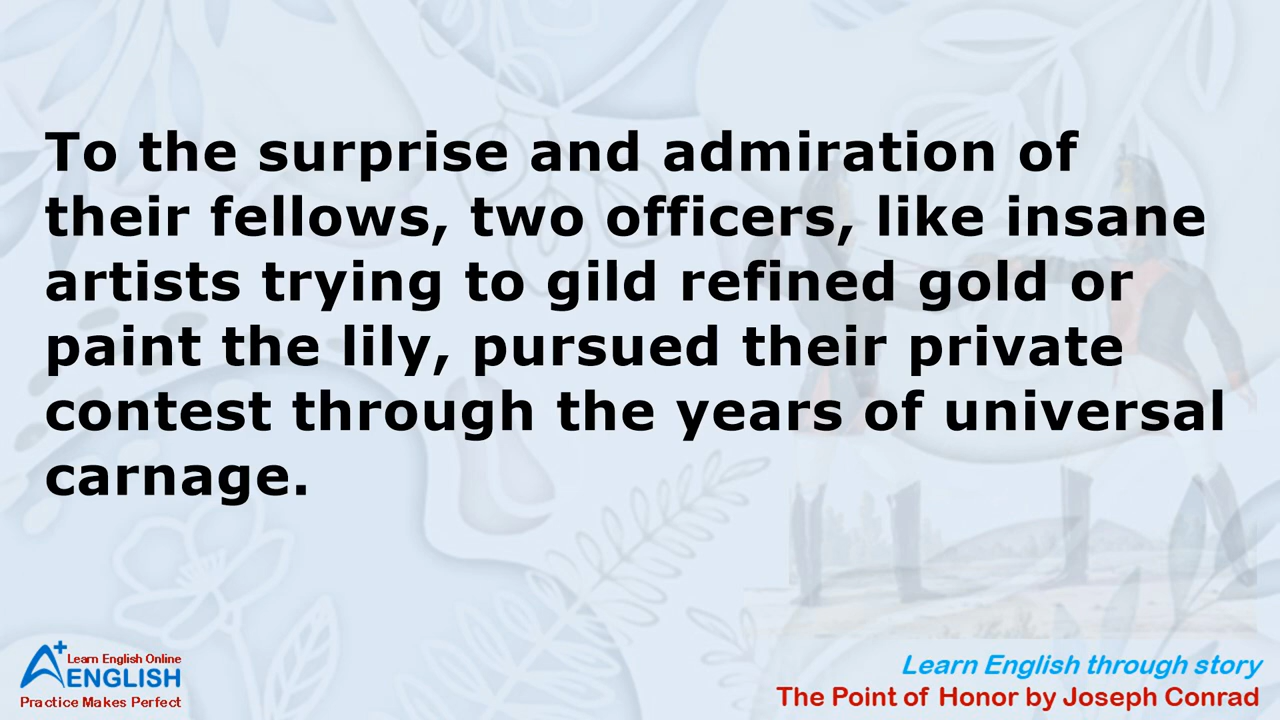 To the surprise and admiration of
their fellows, two officers, like insane
artists trying to gild refined gold or
paint the lily, pursued their private
contest through the years of universal
carnage.
A+ Learn English Online
ENGLISH
Practice Makes Perfect
Learn English through story
The Point of Honor by Joseph Conrad